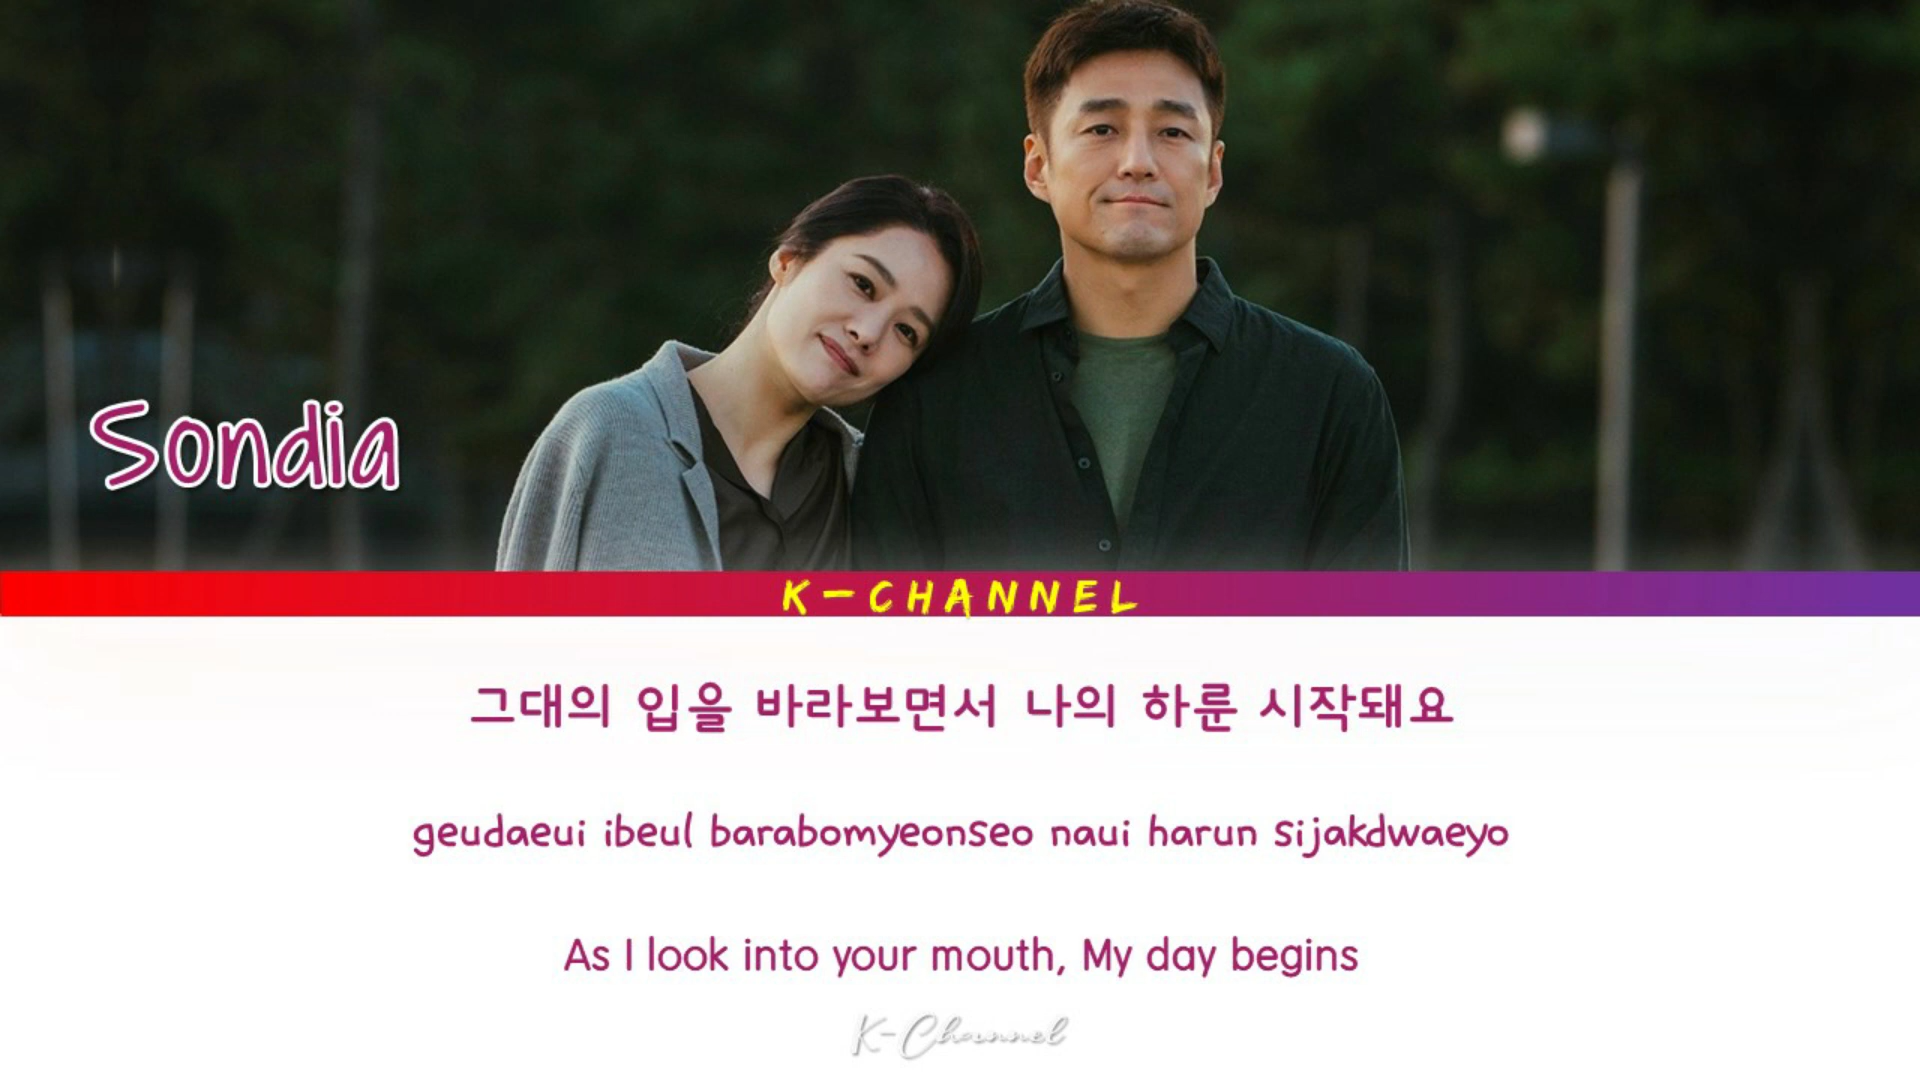 Sondia
K-CHANNEL
그대의 입을 바라보면서 나의 하룬 시작돼요
geudaeui ibeul barabomyeonseo naui harun sijakdwaeyo
As I look into your mouth, My day begins
K-Channel